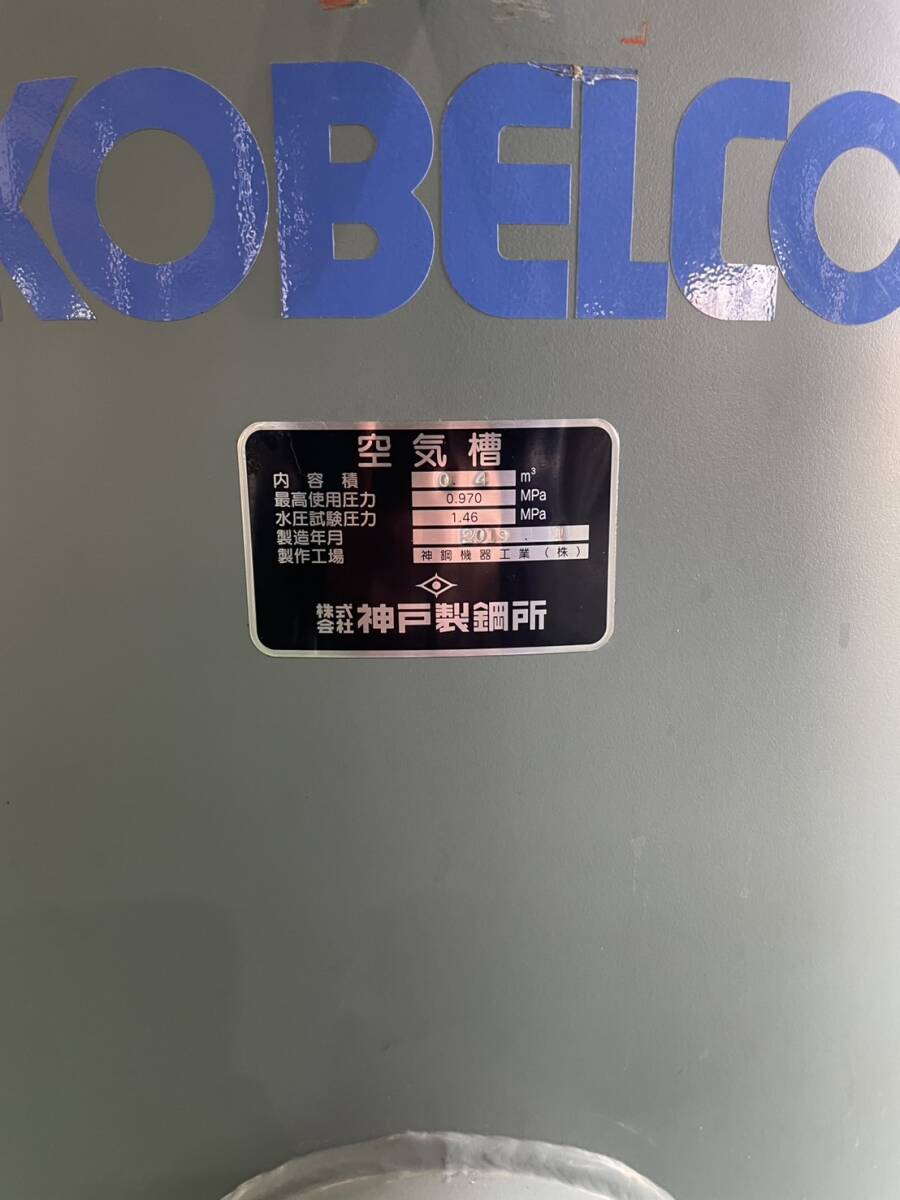 KOBELCO
空気槽
内容積 0.4 m³
最高使用圧力 0.970 MPa
水圧試験圧力 1.46 MPa
製造年月 2019.
製作工場 神鋼機器工業(株)
株式会社 神戸製鋼所